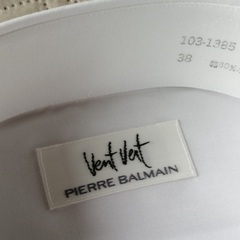 103-1385
38
Vent Vert
PIERRE BALMAIN